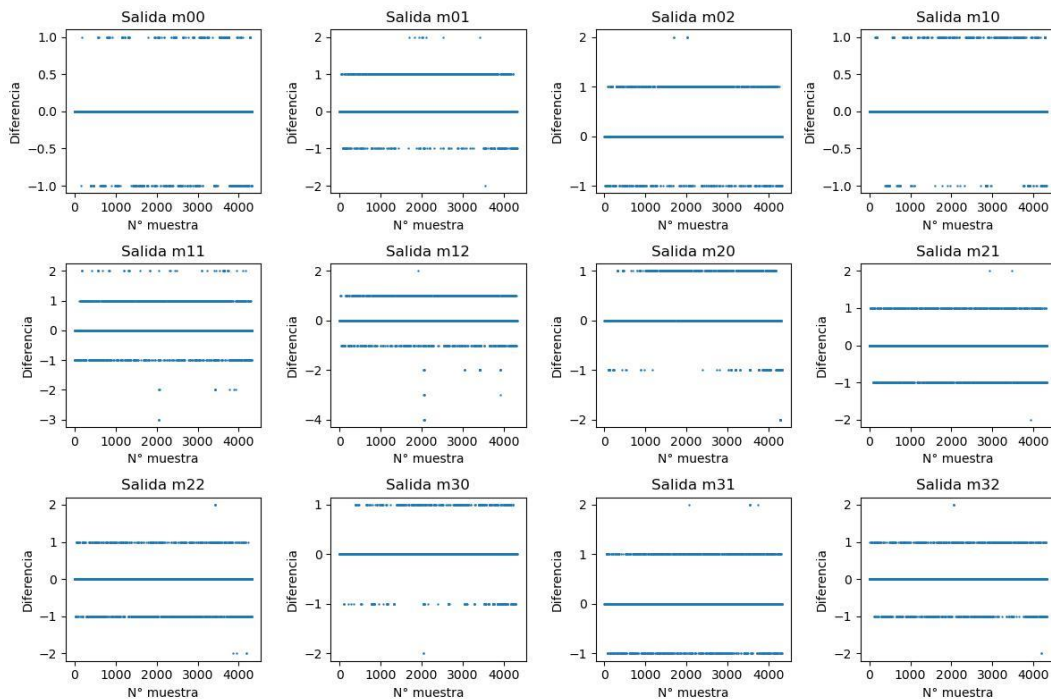 Salida m00 Salida m01 Salida m02 Salida m10
1.0 0.5 0.0 −0.5 −1.0 Diferencia 0 1000 2000 3000 4000 N° muestra
2 1 0 −1 −2 Diferencia 0 1000 2000 3000 4000 N° muestra
2 1 0 −1 Diferencia 0 1000 2000 3000 4000 N° muestra
1.0 0.5 0.0 −0.5 −1.0 Diferencia 0 1000 2000 3000 4000 N° muestra
Salida m11 Salida m12 Salida m20 Salida m21
2 1 0 −1 −2 −3 Diferencia 0 1000 2000 3000 4000 N° muestra
2 0 −2 −4 Diferencia 0 1000 2000 3000 4000 N° muestra
1 0 −1 −2 Diferencia 0 1000 2000 3000 4000 N° muestra
2 1 0 −1 −2 Diferencia 0 1000 2000 3000 4000 N° muestra
Salida m22 Salida m30 Salida m31 Salida m32
2 1 0 −1 −2 Diferencia 0 1000 2000 3000 4000 N° muestra
1 0 −1 −2 Diferencia 0 1000 2000 3000 4000 N° muestra
2 1 0 −1 Diferencia 0 1000 2000 3000 4000 N° muestra
2 1 0 −1 −2 Diferencia 0 1000 2000 3000 4000 N° muestra